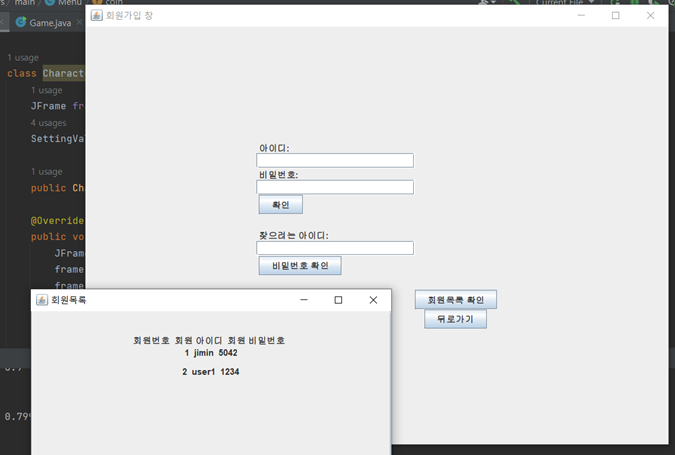 main
Menu
coin
Current File
Game.java
회원가입 창
1 usage
class Charact
1 usage
JFrame fr
4 usages
SettingVal
1 usage
public Ch
@Override
public vo
JFram
frame
frame
아이디:
비밀번호:
확인
찾으려는 아이디:
비밀번호 확인
회원목록 확인
뒤로가기
회원목록
회원번호 회원 아이디 회원 비밀번호
1 jimin 5042
2 user1 1234